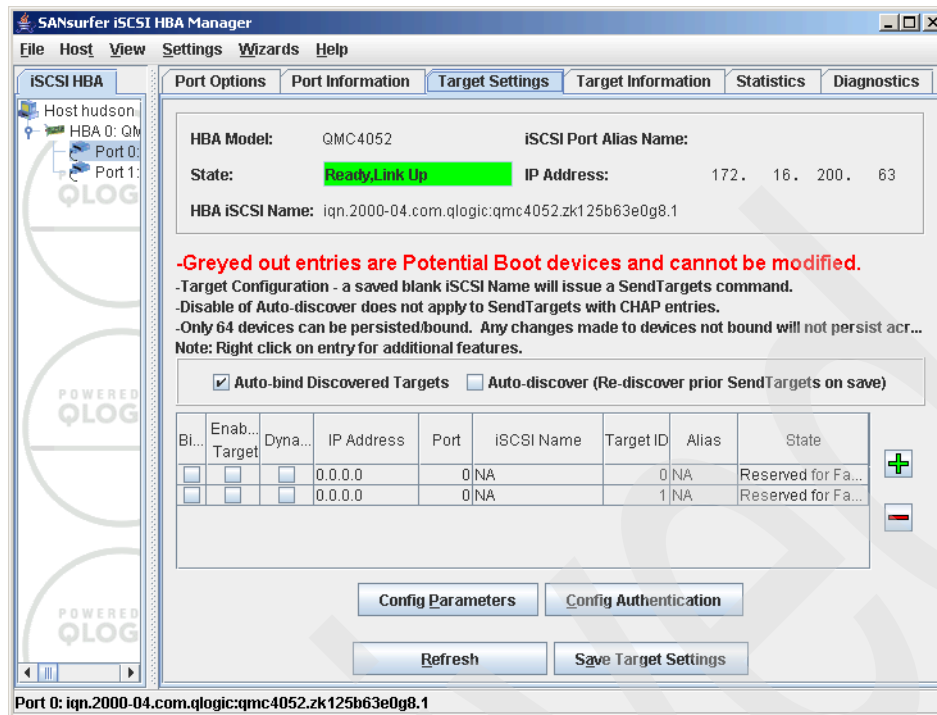 SANsurfer iSCSI HBA Manager
File Host View Settings Wizards Help
iSCSI HBA
Port Options Port Information Target Settings Target Information Statistics Diagnostics
Host hudson
HBA 0: QM
Port 0:
Port 1:
QLOG
POWERED
QLOG
POWERED
QLOG
HBA Model: QMC4052 iSCSI Port Alias Name:
State: Ready,Link Up IP Address: 172. 16. 200. 63
HBA iSCSI Name: iqn.2000-04.com.qlogic:qmc4052.zk125b63e0g8.1
-Greyed out entries are Potential Boot devices and cannot be modified.
-Target Configuration - a saved blank iSCSI Name will issue a SendTargets command.
-Disable of Auto-discover does not apply to SendTargets with CHAP entries.
-Only 64 devices can be persisted/bound. Any changes made to devices not bound will not persist acr...
Note: Right click on entry for additional features.
Auto-bind Discovered Targets Auto-discover (Re-discover prior SendTargets on save)
Bi... Enab... Target Dyna... IP Address Port iSCSI Name Target ID Alias State
0.0.0.0 0 NA 0 NA Reserved for Fa...
0.0.0.0 0 NA 1 NA Reserved for Fa...
Config Parameters Config Authentication
Refresh Save Target Settings
Port 0: iqn.2000-04.com.qlogic:qmc4052.zk125b63e0g8.1